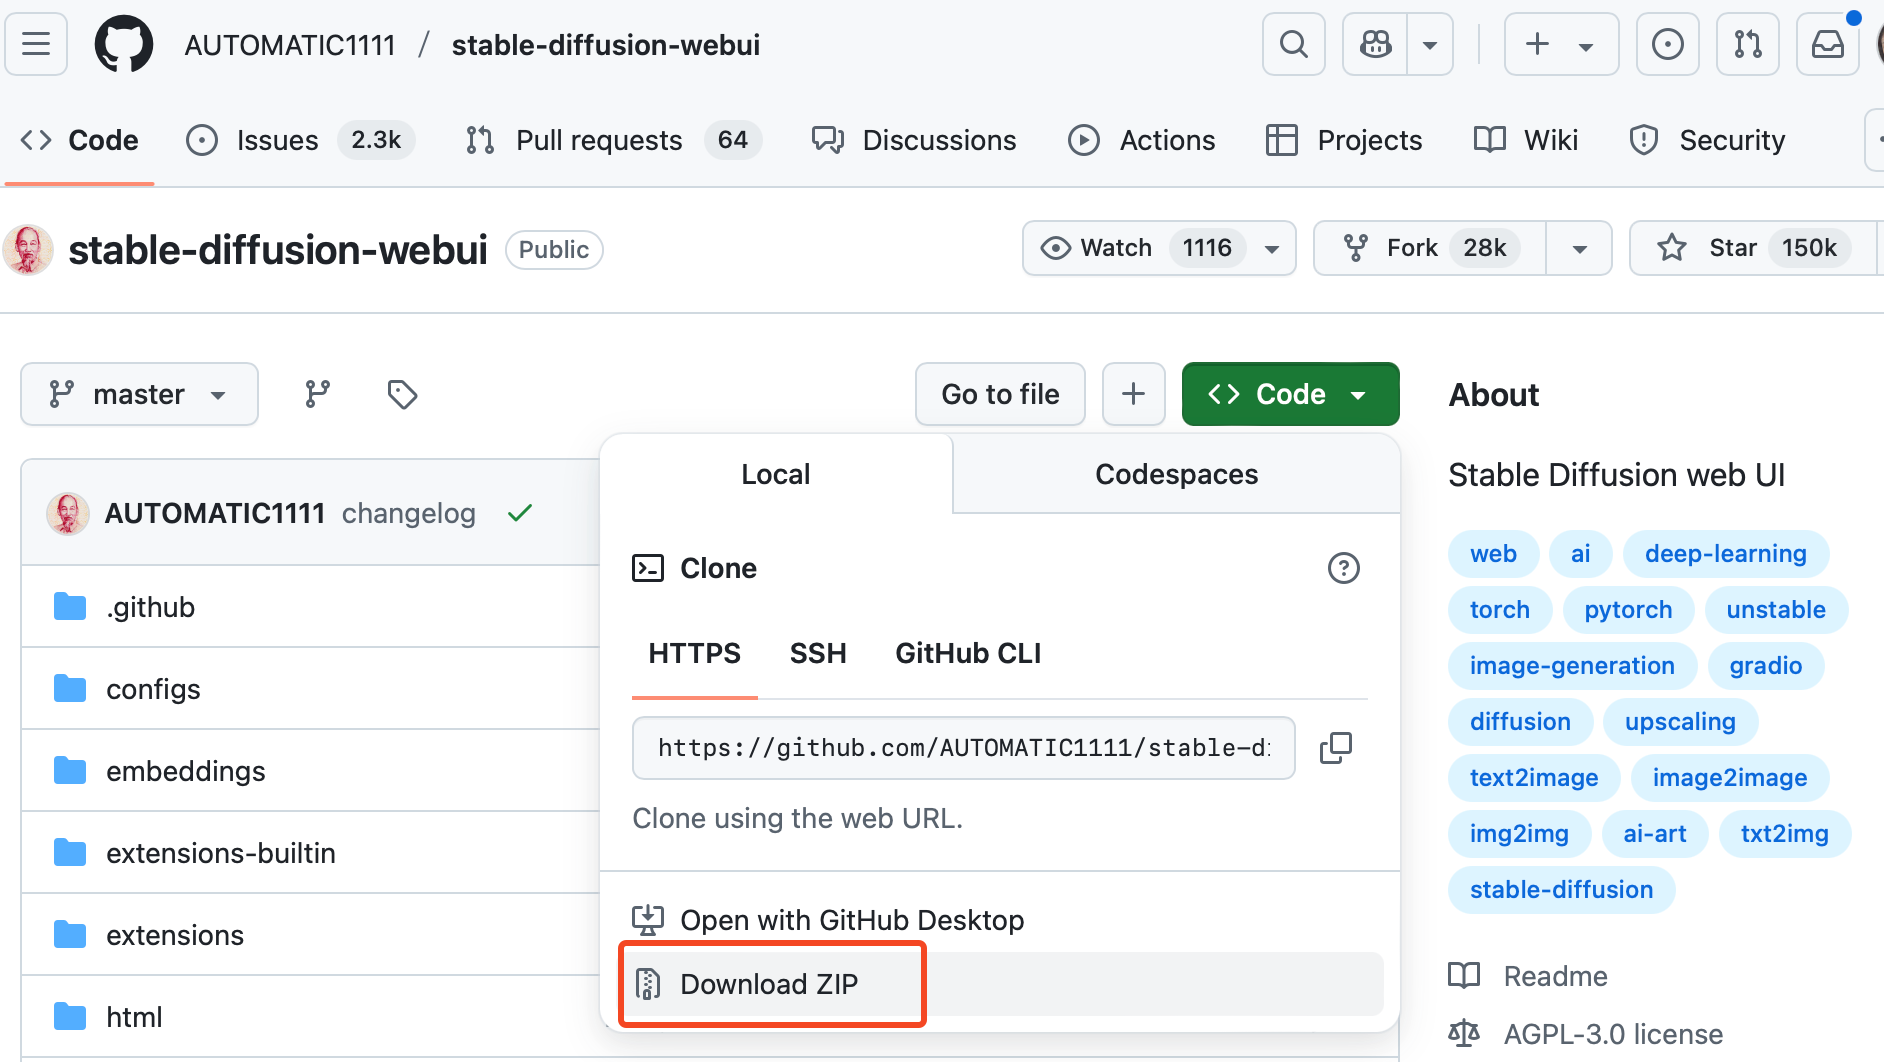 AUTOMATIC1111 / stable-diffusion-webui
Code Issues 2.3k Pull requests 64 Discussions Actions Projects Wiki Security
stable-diffusion-webui Public Watch 1116 Fork 28k Star 150k
master Go to file Code
Local Codespaces
Clone
HTTPS SSH GitHub CLI
https://github.com/AUTOMATIC1111/stable-d
Clone using the web URL.
Open with GitHub Desktop
Download ZIP
AUTOMATIC1111 changelog
.github
configs
embeddings
extensions-builtin
extensions
html
About
Stable Diffusion web UI
web ai deep-learning
torch pytorch unstable
image-generation gradio
diffusion upscaling
text2image image2image
img2img ai-art txt2img
stable-diffusion
Readme
AGPL-3.0 license